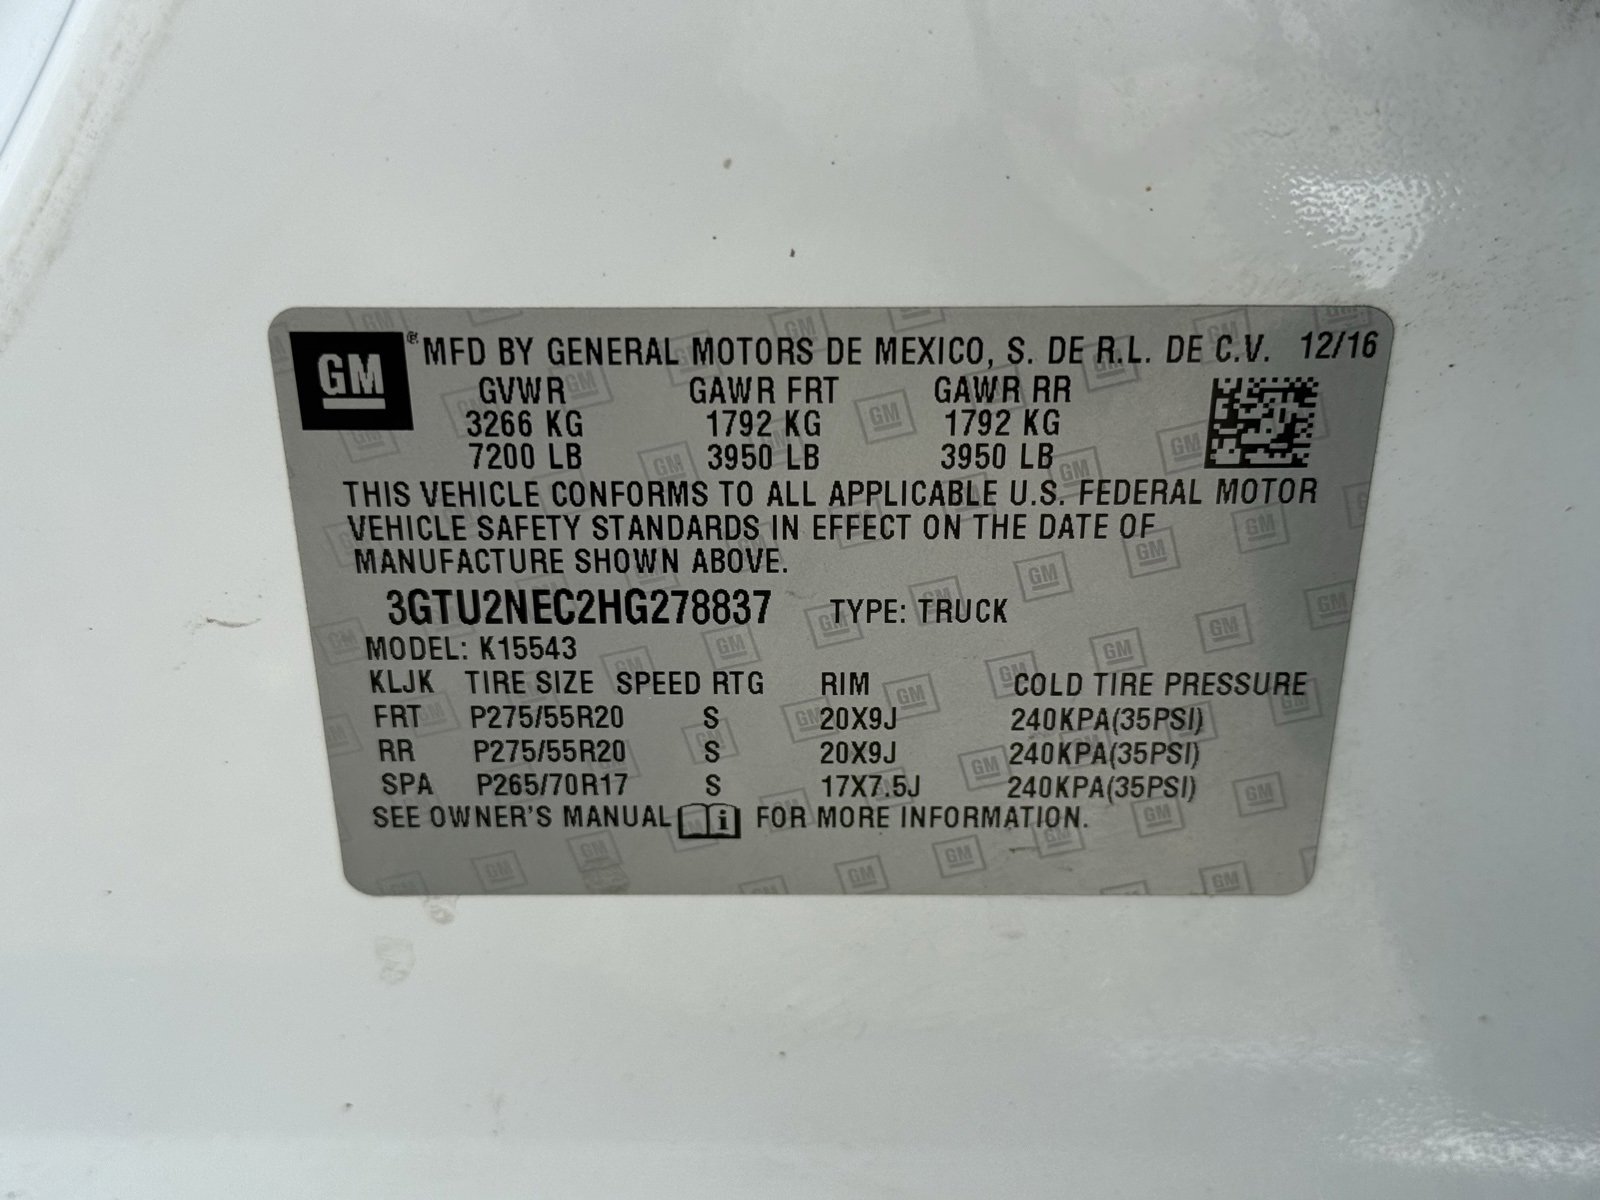 GM
MFD BY GENERAL MOTORS DE MEXICO, S. DE R.L. DE C.V. 12/16
GVWR GAWR FRT GAWR RR
3266 KG 1792 KG 1792 KG
7200 LB 3950 LB 3950 LB
THIS VEHICLE CONFORMS TO ALL APPLICABLE U.S. FEDERAL MOTOR
VEHICLE SAFETY STANDARDS IN EFFECT ON THE DATE OF
MANUFACTURE SHOWN ABOVE.
3GTU2NEC2HG278837 TYPE: TRUCK
MODEL: K15543
KLJK TIRE SIZE SPEED RTG RIM COLD TIRE PRESSURE
FRT P275/55R20 S 20X9J 240KPA(35PSI)
RR P275/55R20 S 20X9J 240KPA(35PSI)
SPA P265/70R17 S 17X7.5J 240KPA(35PSI)
SEE OWNER'S MANUAL i FOR MORE INFORMATION.